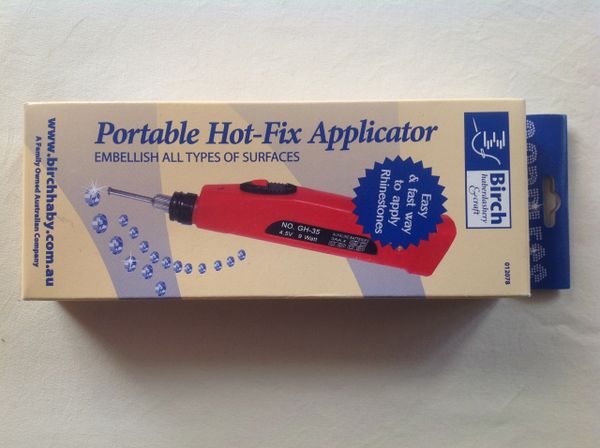 Portable Hot-Fix Applicator
EMBELLISH ALL TYPES OF SURFACES
Easy
& fast way
to apply
Rhinestones
NO. GH-35
4.5V 9 Watt
Birch
haberdashery
& craft
012078
www.birchhaby.com.au
A Family Owned Australian Company